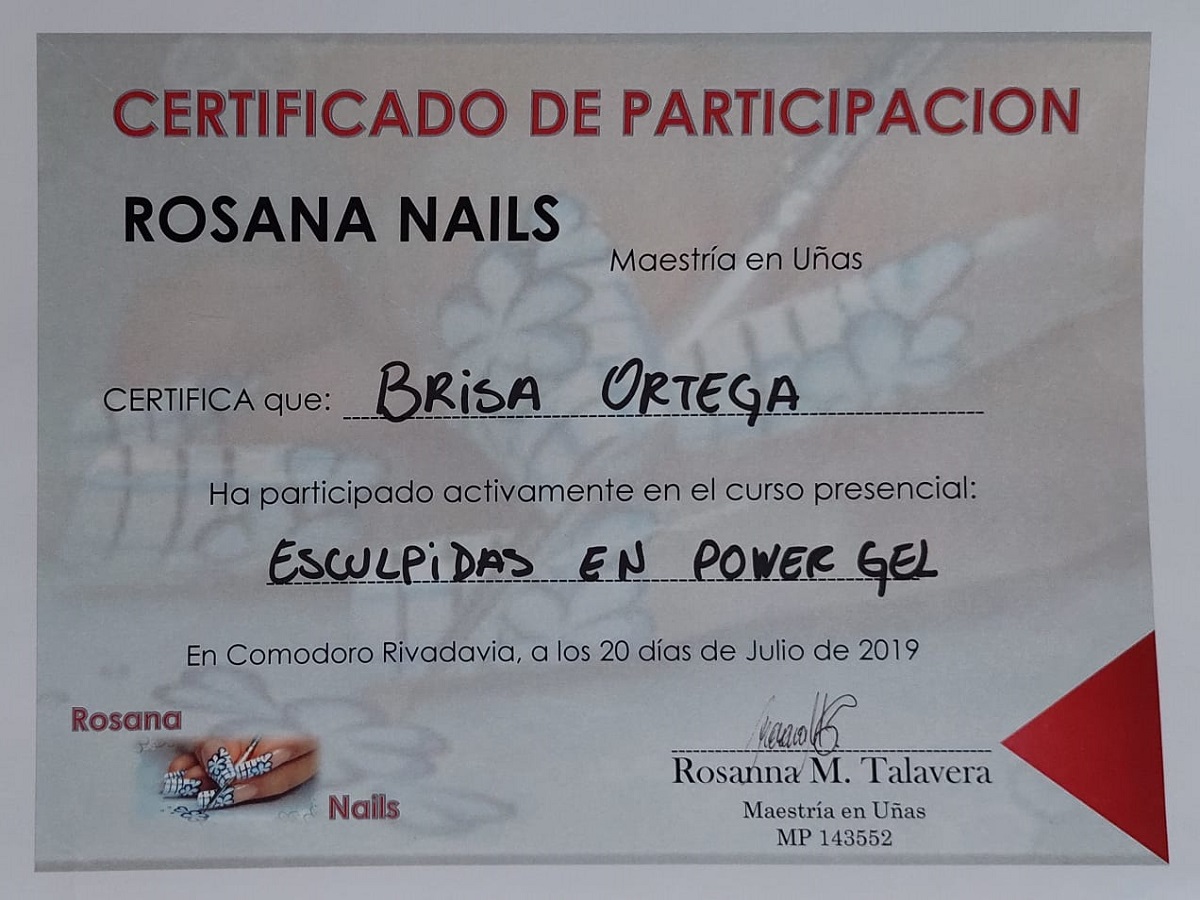 CERTIFICADO DE PARTICIPACION
ROSANA NAILS
Maestría en Uñas
CERTIFICA que: BRISA ORTEGA
Ha participado activamente en el curso presencial:
ESCULPIDAS EN POWER GEL
En Comodoro Rivadavia, a los 20 días de Julio de 2019
Rosana
Nails
Rosanna M. Talavera
Maestría en Uñas
MP 143552